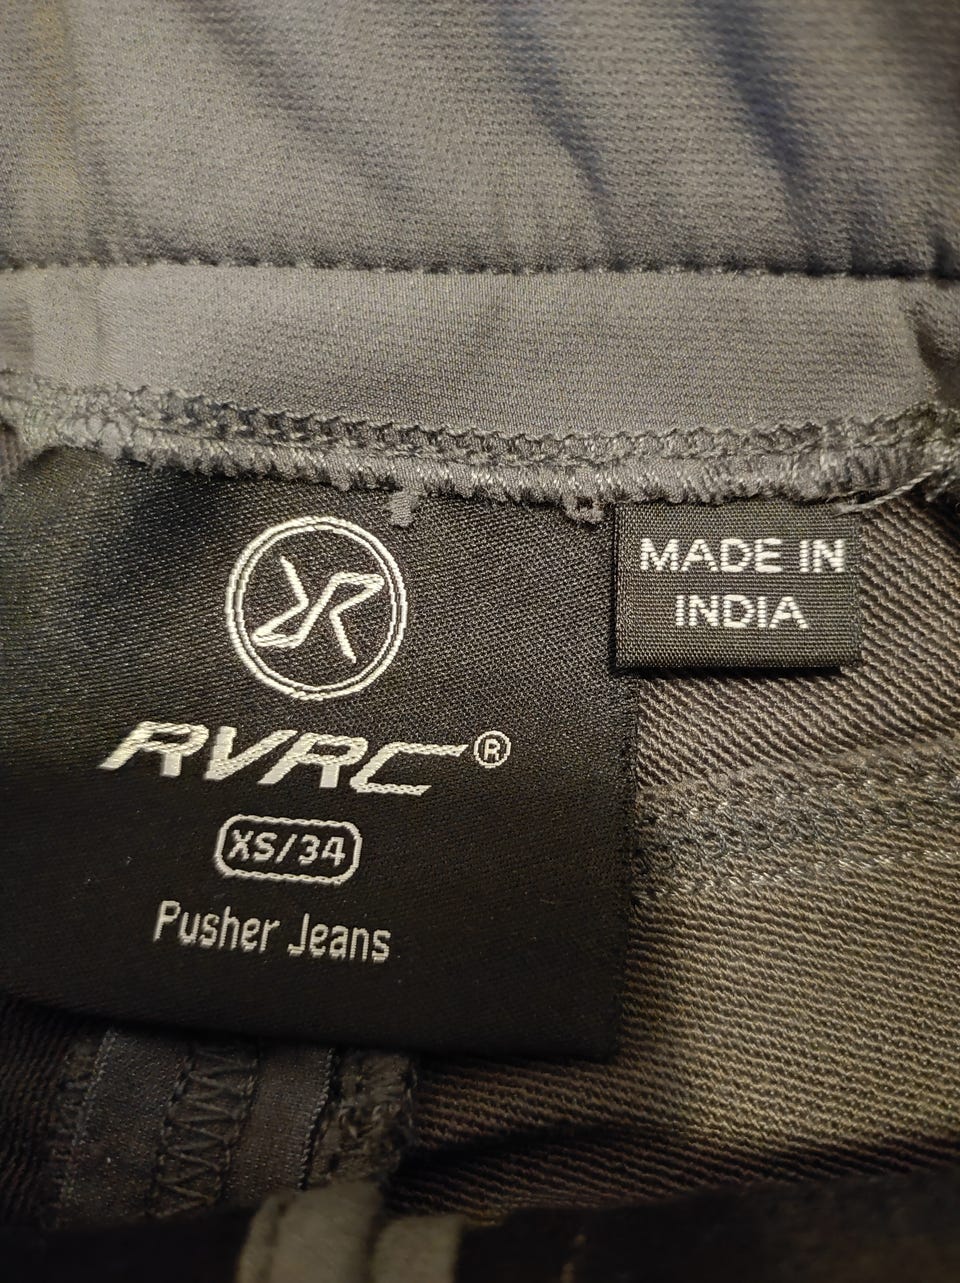 MADE IN
INDIA
RVRC®
XS/34
Pusher Jeans